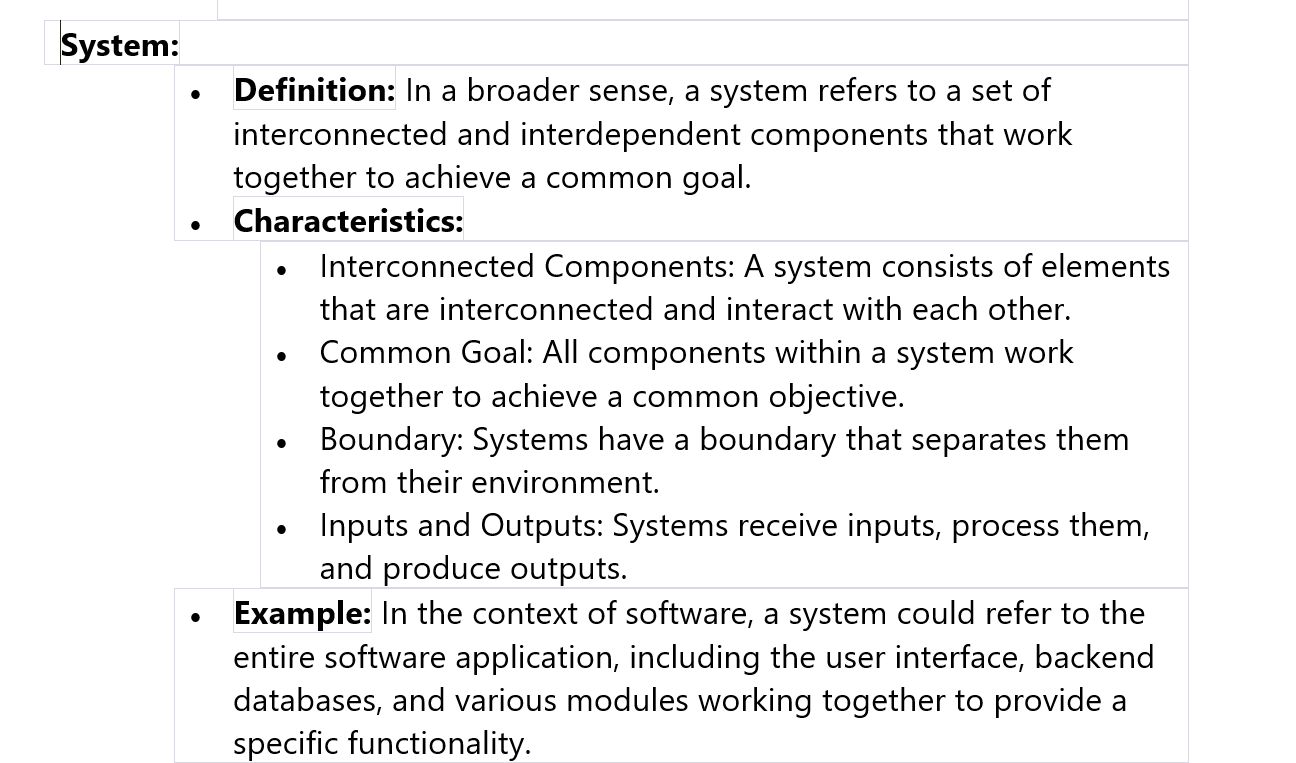 System:
• Definition: In a broader sense, a system refers to a set of
interconnected and interdependent components that work
together to achieve a common goal.
• Characteristics:
• Interconnected Components: A system consists of elements
that are interconnected and interact with each other.
• Common Goal: All components within a system work
together to achieve a common objective.
• Boundary: Systems have a boundary that separates them
from their environment.
• Inputs and Outputs: Systems receive inputs, process them,
and produce outputs.
• Example: In the context of software, a system could refer to the
entire software application, including the user interface, backend
databases, and various modules working together to provide a
specific functionality.